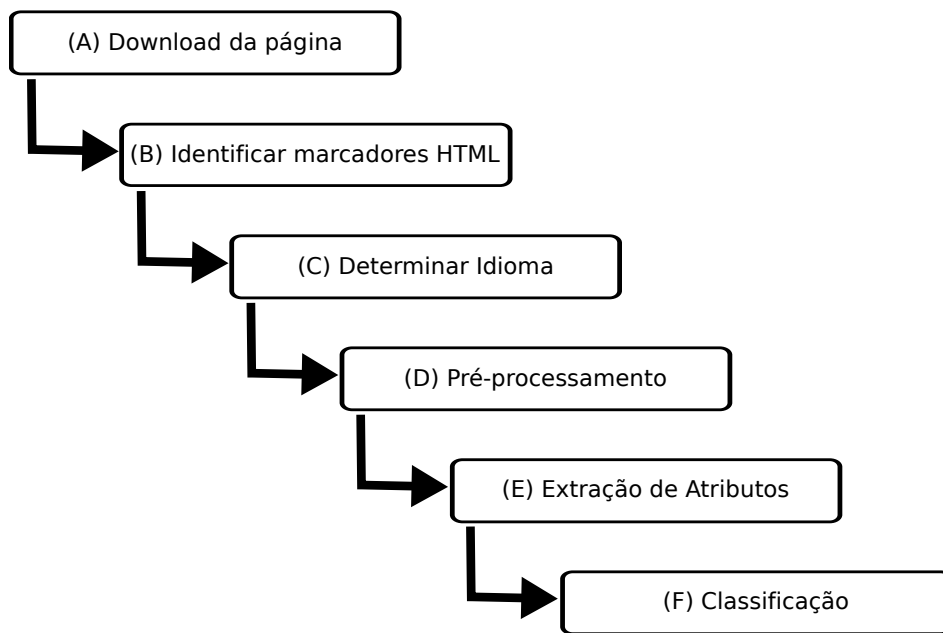 (A) Download da página
(B) Identificar marcadores HTML
(C) Determinar Idioma
(D) Pré-processamento
(E) Extração de Atributos
(F) Classificação